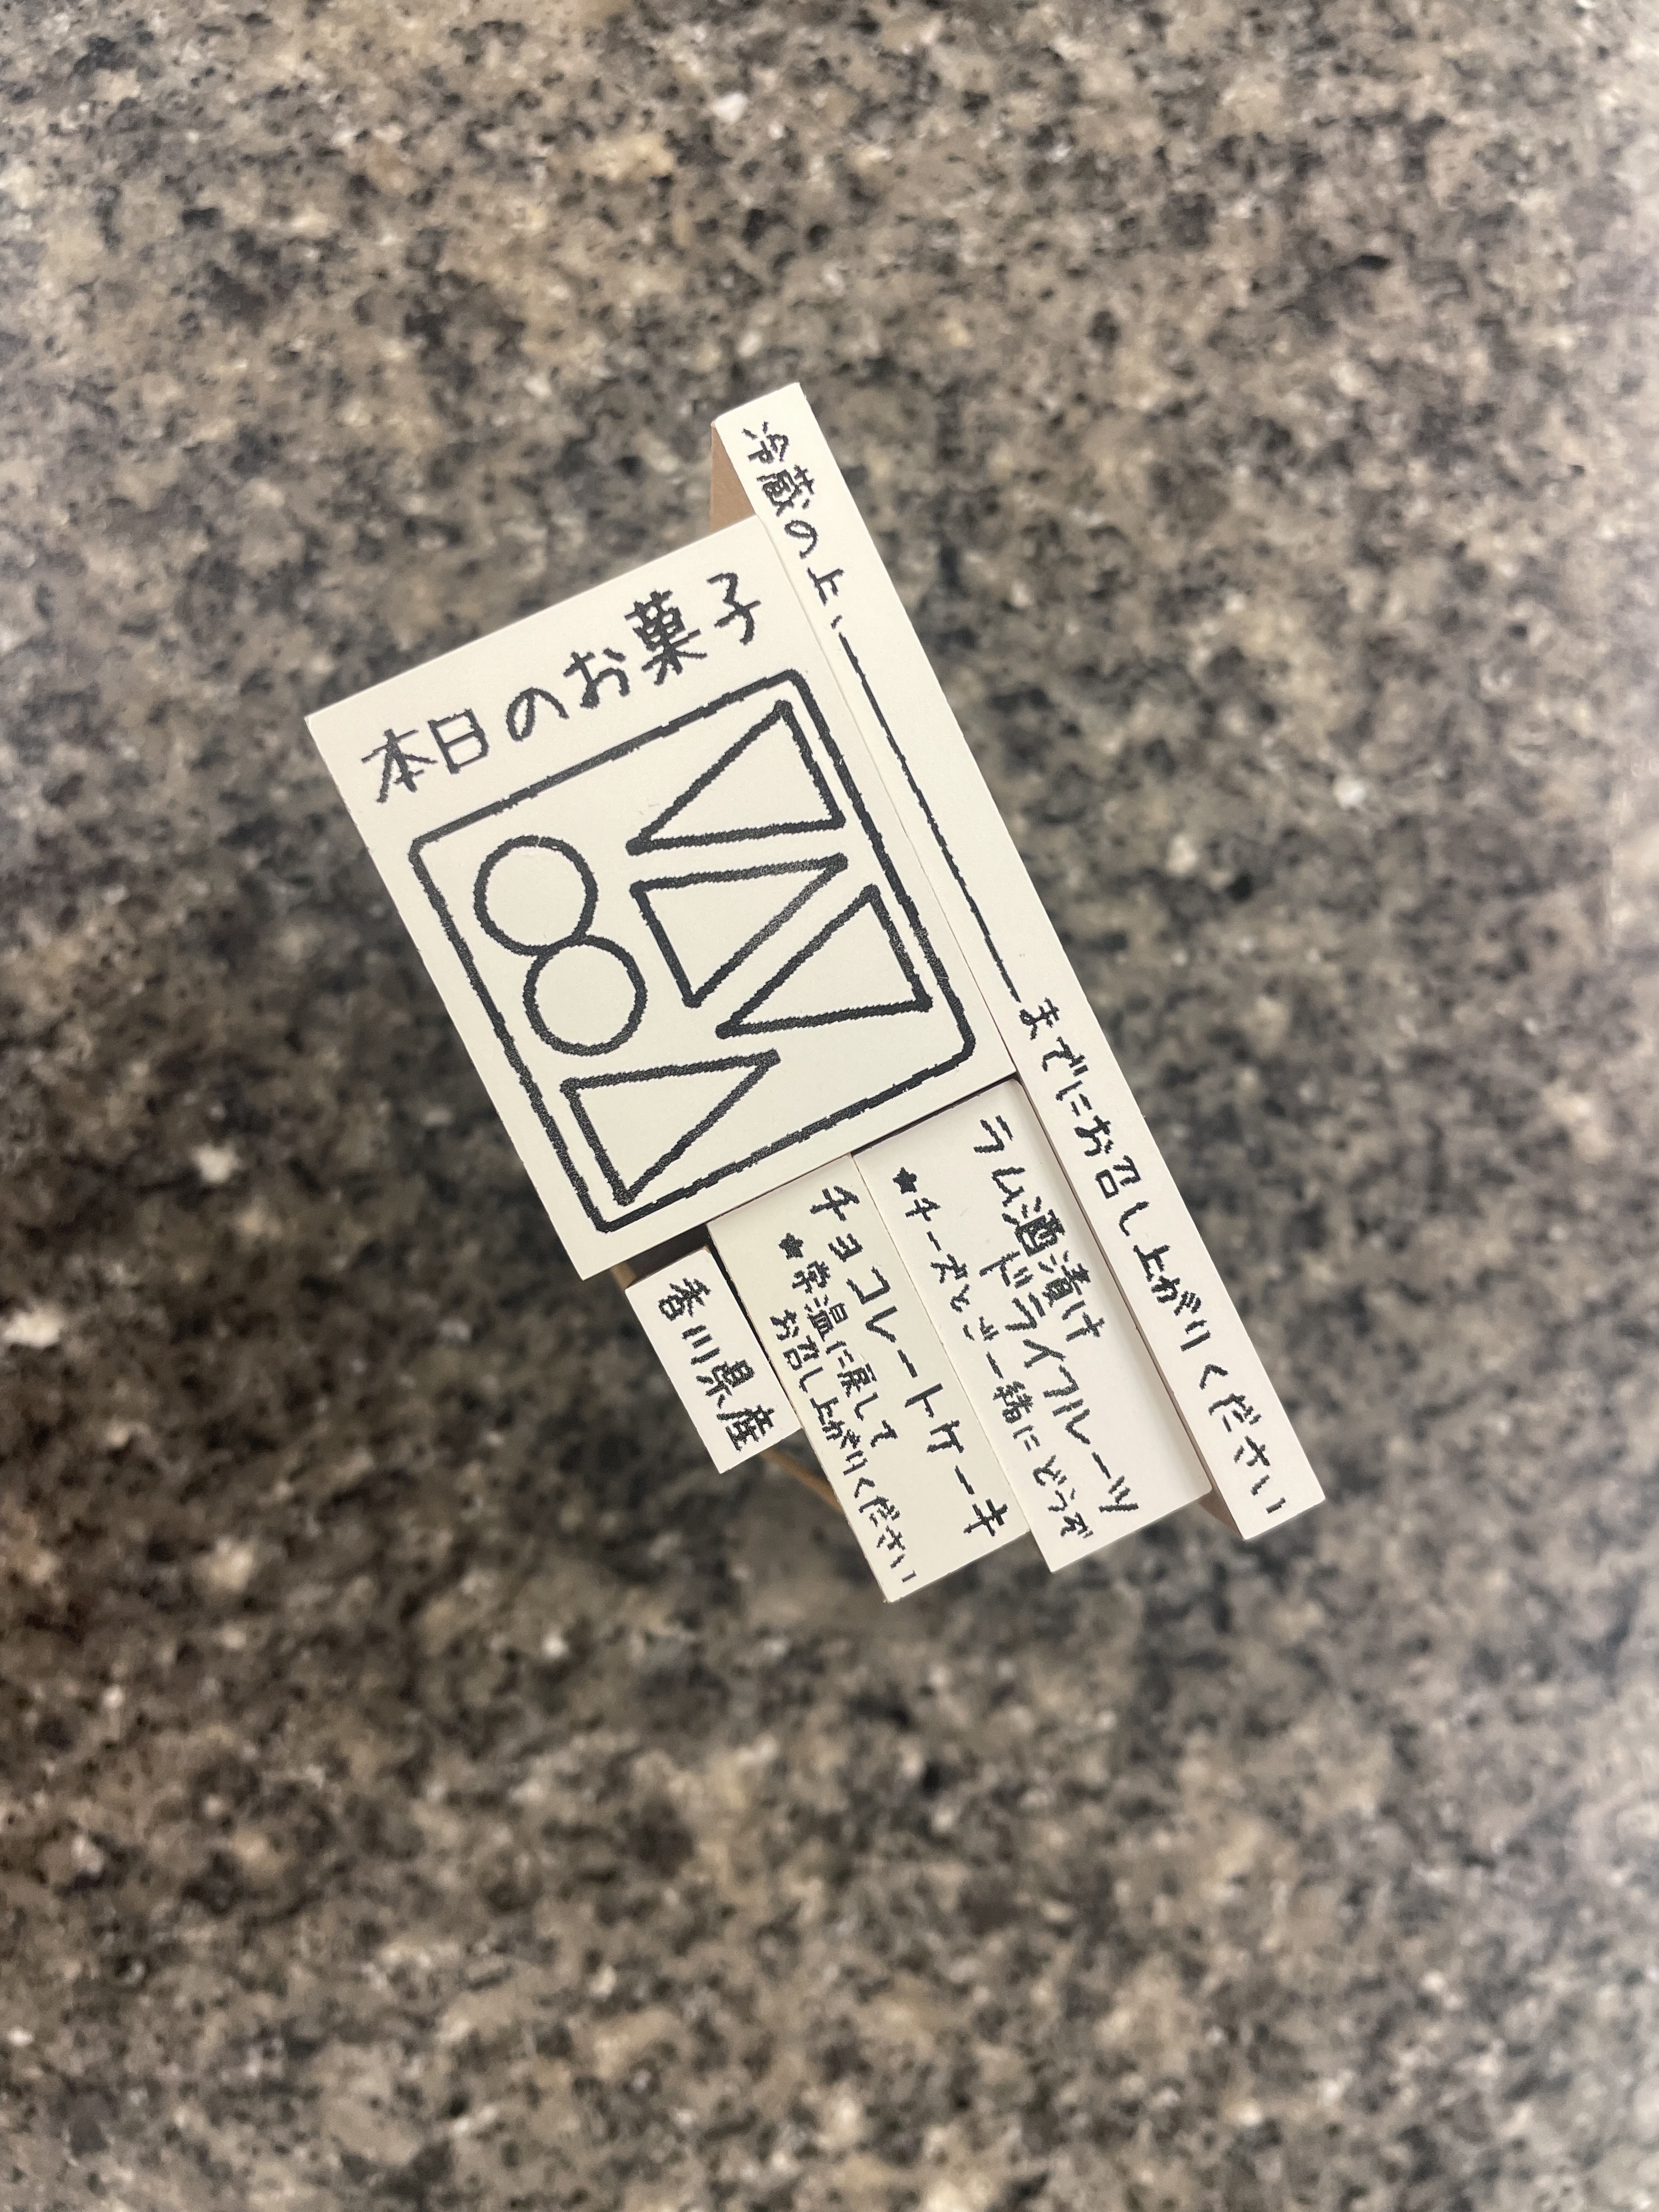 冷蔵の上、
までにお召し上がりください
本日のお菓子
ラム酒漬け
ドライフルーツ
★チーズとご一緒にどうぞ
チョコレートケーキ
★常温に戻して
お召し上がりください
香川県産